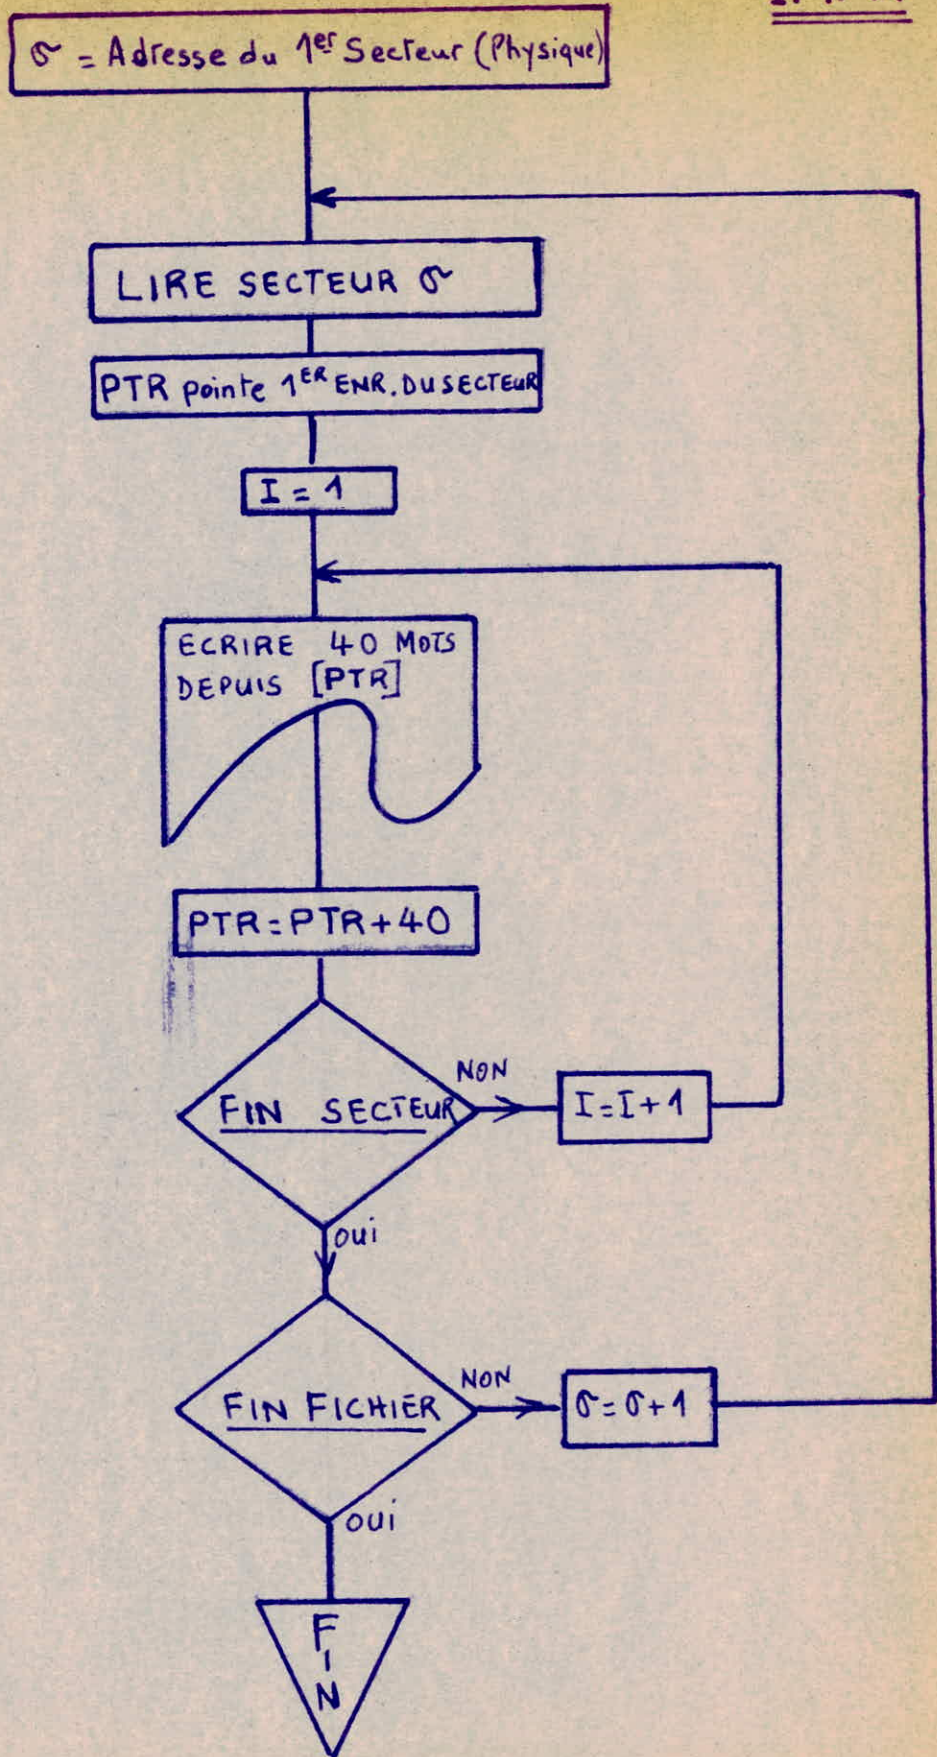 σ = Adresse du 1er Secteur (Physique)
LIRE SECTEUR σ
PTR pointe 1ER ENR. DU SECTEUR
I = 1
ECRIRE 40 MOTS
DEPUIS [PTR]
PTR = PTR + 40
FIN SECTEUR
NON
I = I + 1
oui
FIN FICHIER
NON
σ = σ + 1
oui
F
I
N